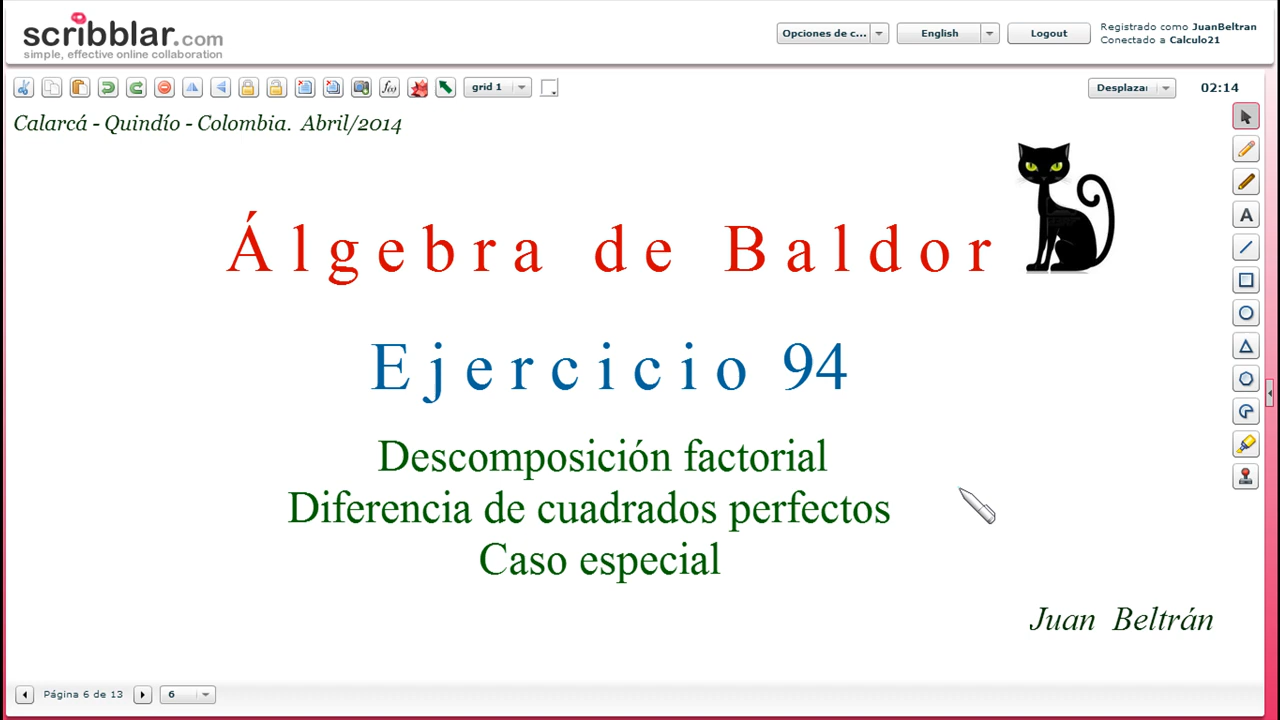 scribblar.com
simple, effective online collaboration
Opciones de c...
English
Logout
Registrado como JuanBeltran
Conectado a Calculo21
f(x)
grid 1
Desplaza
02:14
Calarcá - Quindío - Colombia. Abril/2014
Álgebra de Baldor
Ejercicio 94
Descomposición factorial
Diferencia de cuadrados perfectos
Caso especial
Juan Beltrán
A
Página 6 de 13
6